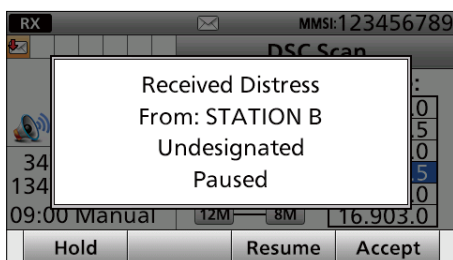 RX MMSI:123456789
DSC Scan
Received Distress
From: STATION B
Undesignated
Paused
34
134
09:00 Manual 12M 8M 16.903.0
Hold Resume Accept